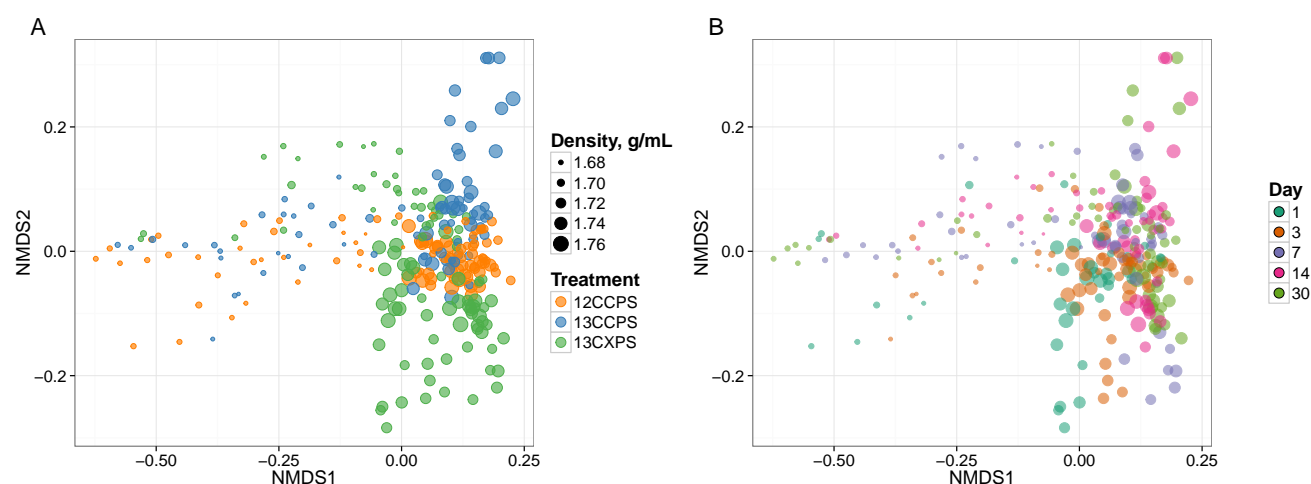 A
0.2
0.0
−0.2
NMDS2
−0.50
−0.25
0.00
0.25
NMDS1
Density, g/mL
1.68
1.70
1.72
1.74
1.76
Treatment
12CCPS
13CCPS
13CXPS
B
0.2
0.0
−0.2
NMDS2
−0.50
−0.25
0.00
0.25
NMDS1
Day
1
3
7
14
30